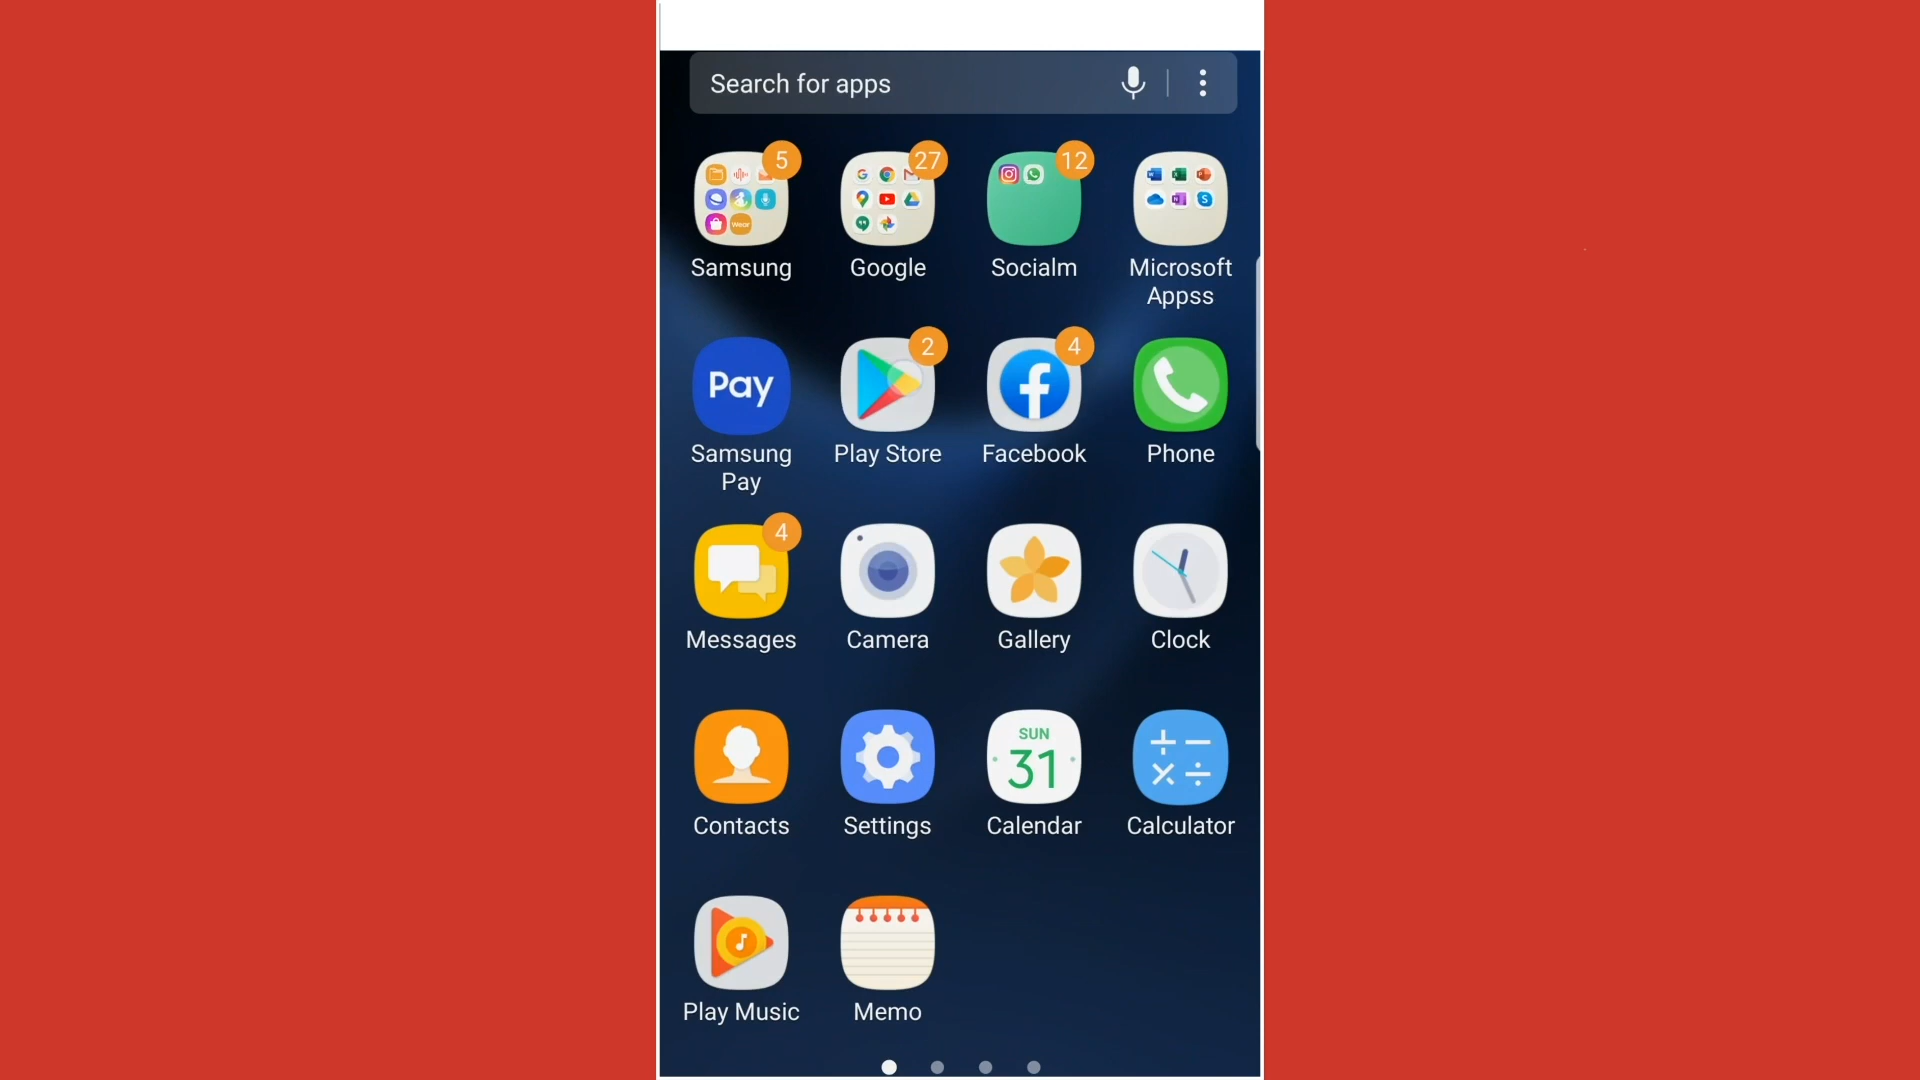 Search for apps
5
27
12
Wear
Samsung
Google
Socialm
Microsoft
Appss
2
4
Pay
Samsung
Pay
Play Store
Facebook
Phone
4
Messages
Camera
Gallery
Clock
SUN
31
Contacts
Settings
Calendar
Calculator
Play Music
Memo